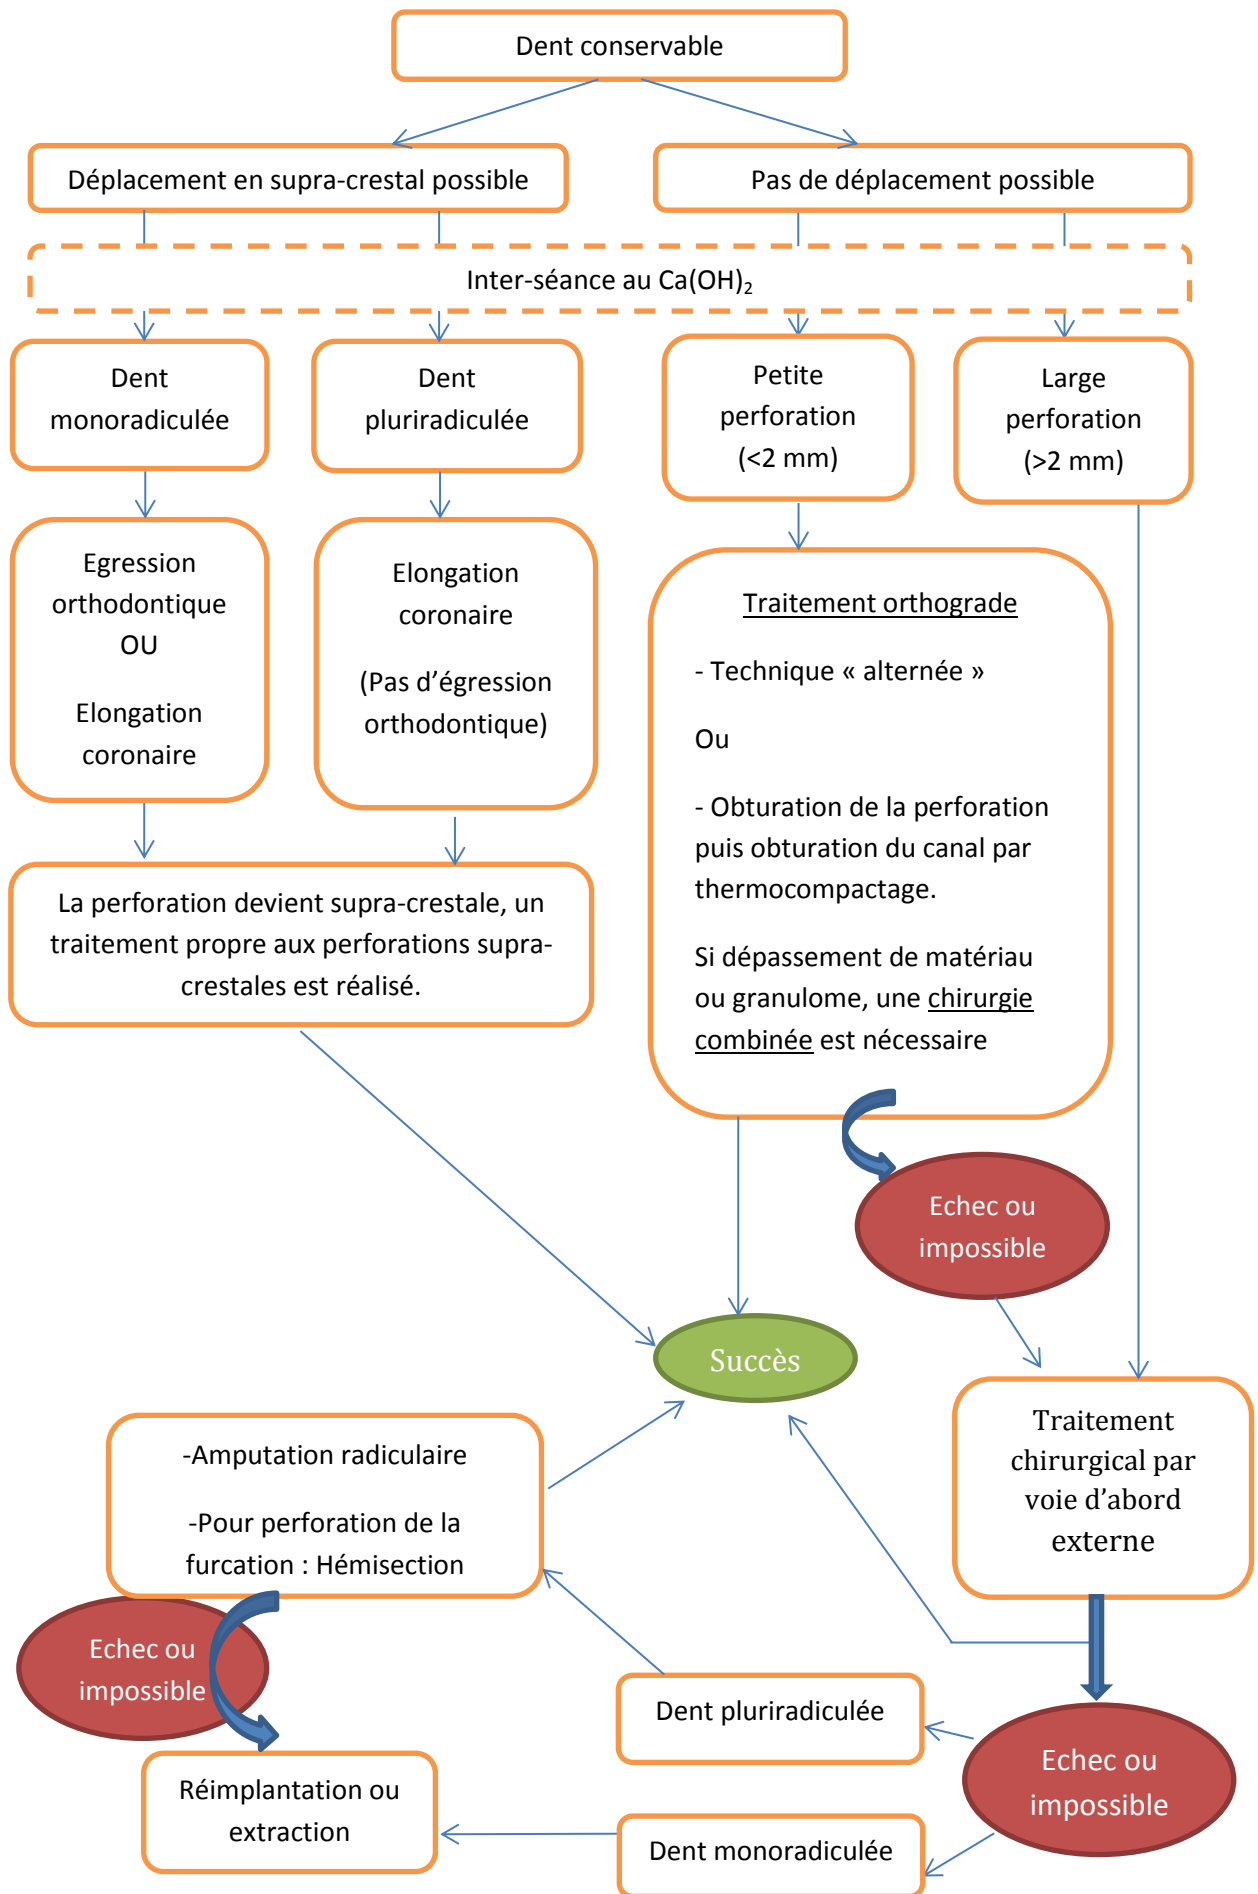 Dent conservable
Déplacement en supra-crestal possible
Pas de déplacement possible
Inter-séance au Ca(OH)₂
Dent
monoradiculée
Dent
pluriradiculée
Petite
perforation
(<2 mm)
Large
perforation
(>2 mm)
Egression
orthodontique
OU
Elongation
coronaire
Elongation
coronaire
(Pas d’égression
orthodontique)
Traitement orthograde
- Technique « alternée »
Ou
- Obturation de la perforation
puis obturation du canal par
thermocompactage.
Si dépassement de matériau
ou granulome, une chirurgie
combinée est nécessaire
La perforation devient supra-crestale, un
traitement propre aux perforations supra-
crestales est réalisé.
Echec ou
impossible
Succès
Traitement
chirurgical par
voie d’abord
externe
-Amputation radiculaire
-Pour perforation de la
furcation : Hémisection
Echec ou
impossible
Dent pluriradiculée
Echec ou
impossible
Réimplantation ou
extraction
Dent monoradiculée